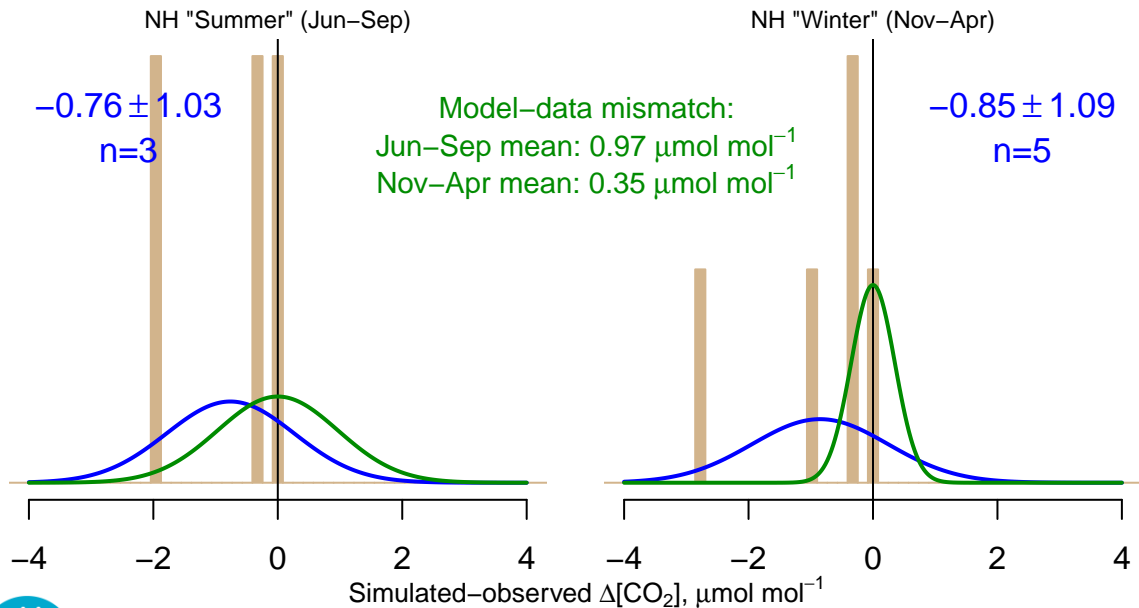 NH "Summer" (Jun−Sep)
−0.76 ± 1.03
n=3
−4 −2 0 2 4
Model−data mismatch:
Jun−Sep mean: 0.97 μmol mol⁻¹
Nov−Apr mean: 0.35 μmol mol⁻¹
NH "Winter" (Nov−Apr)
−0.85 ± 1.09
n=5
−4 −2 0 2 4
Simulated−observed Δ[CO₂], μmol mol⁻¹